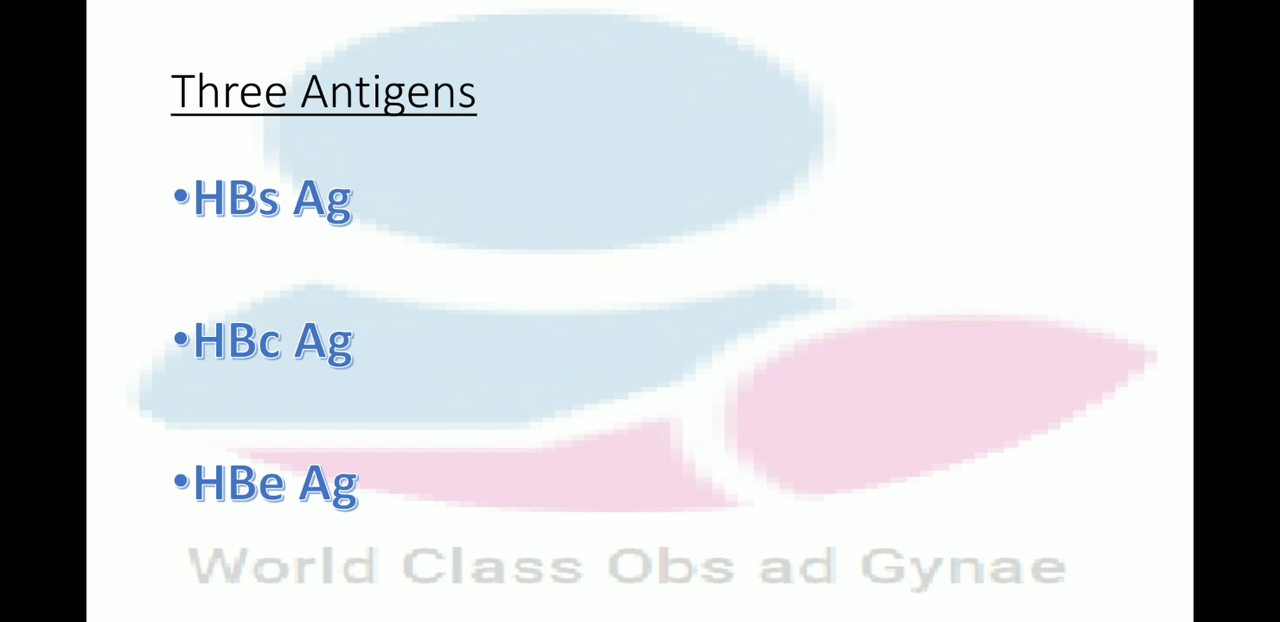 Three Antigens
•HBs Ag
•HBc Ag
•HBe Ag
World Class Obs ad Gynae